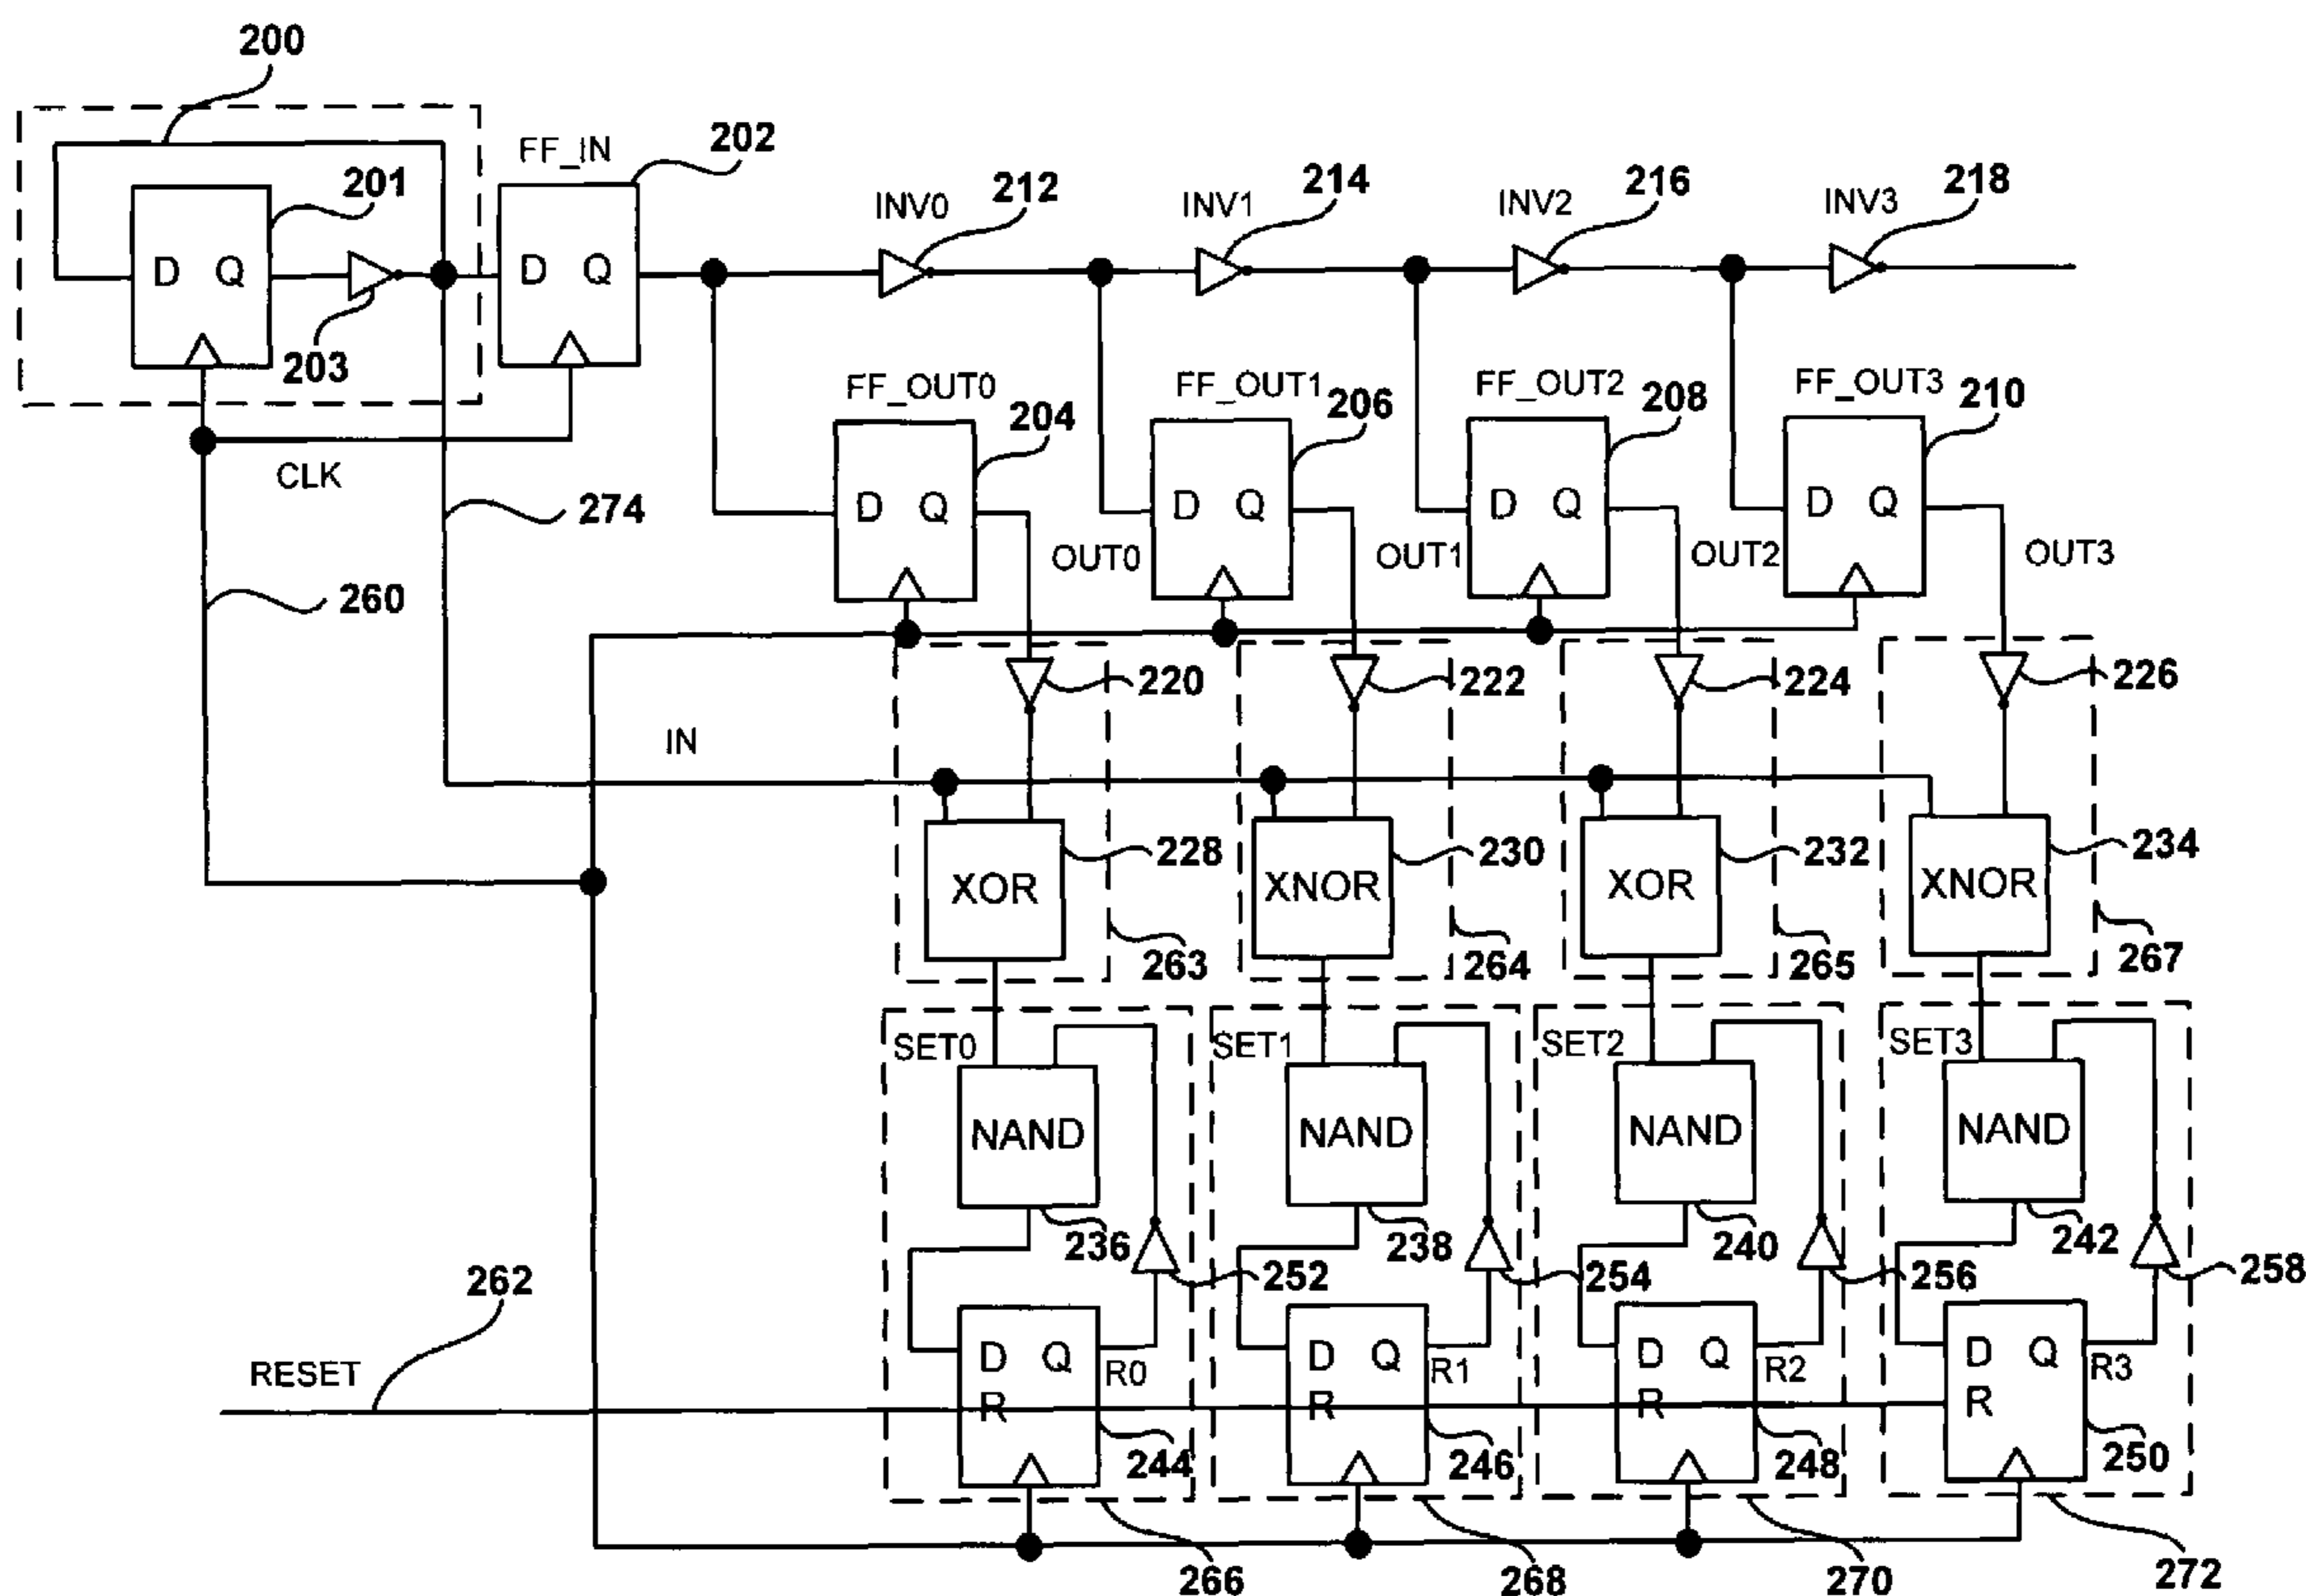 200
FF_IN
202
201
D Q
203
D Q
INV0
212
INV1
214
INV2
216
INV3
218
CLK
274
260
FF_OUT0
204
D Q
OUT0
FF_OUT1
206
D Q
OUT1
FF_OUT2
208
D Q
OUT2
FF_OUT3
210
D Q
OUT3
220
222
224
226
IN
XOR
228
263
XNOR
230
264
XOR
232
265
XNOR
234
267
SET0
NAND
236
252
SET1
NAND
238
254
SET2
NAND
240
256
SET3
NAND
242
258
262
RESET
D Q
R
R0
244
D Q
R
R1
246
D Q
R
R2
248
D Q
R
R3
250
266
268
270
272